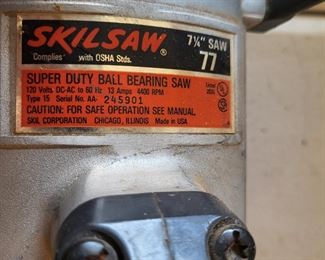 SKILSAW ®
7¼" SAW
77
"Complies" with OSHA Stds.
SUPER DUTY BALL BEARING SAW
120 Volts DC-AC to 60 Hz 13 Amps 4400 RPM
Type 15 Serial No. AA- 245901
CAUTION: FOR SAFE OPERATION SEE MANUAL
SKIL CORPORATION CHICAGO, ILLINOIS Made in USA